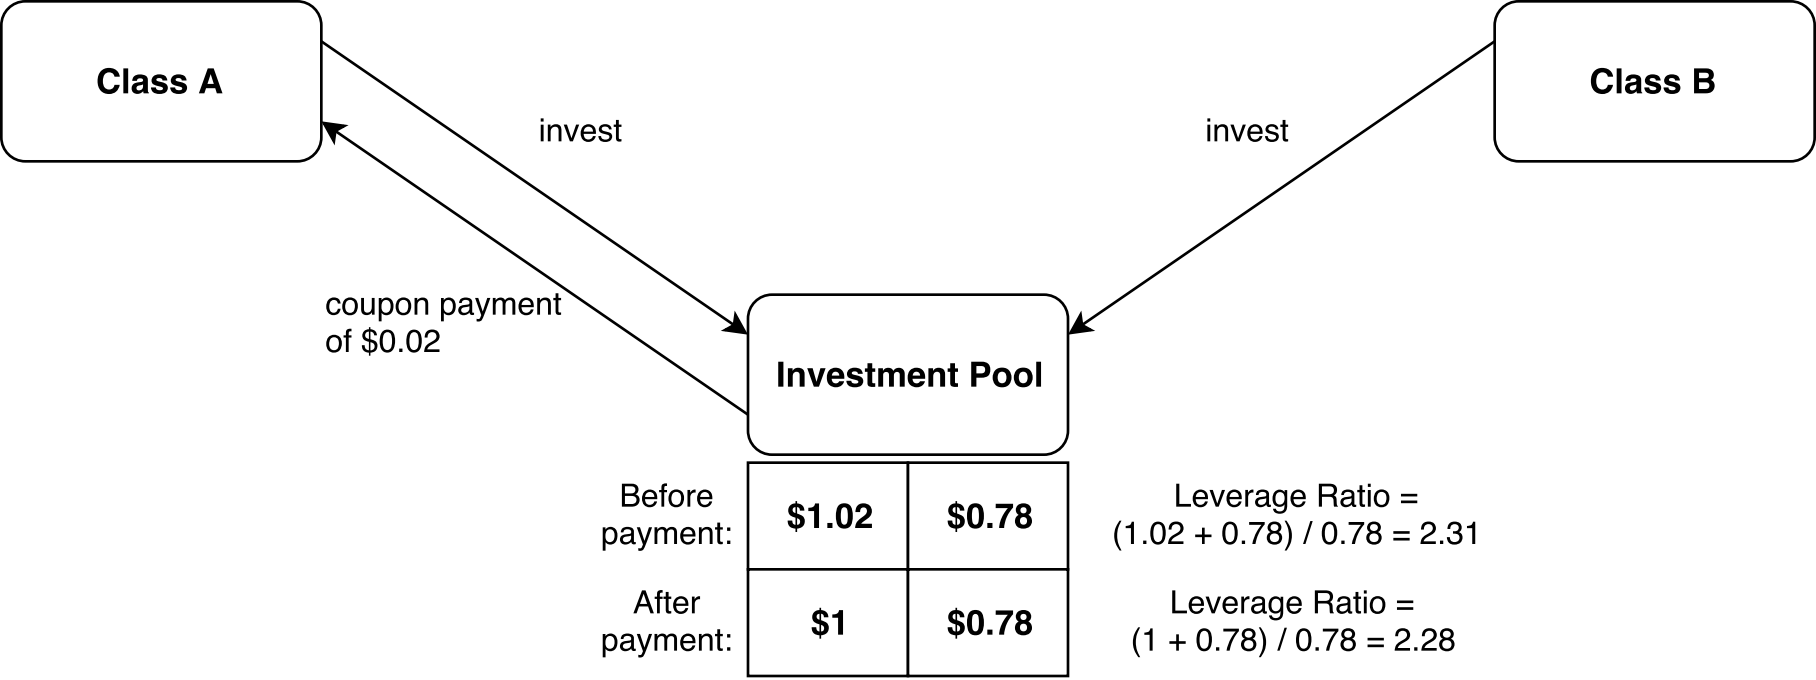 Class A
Class B
invest
invest
coupon payment
of $0.02
Investment Pool
Before
payment:
$1.02
$0.78
Leverage Ratio =
(1.02 + 0.78) / 0.78 = 2.31
After
payment:
$1
$0.78
Leverage Ratio =
(1 + 0.78) / 0.78 = 2.28